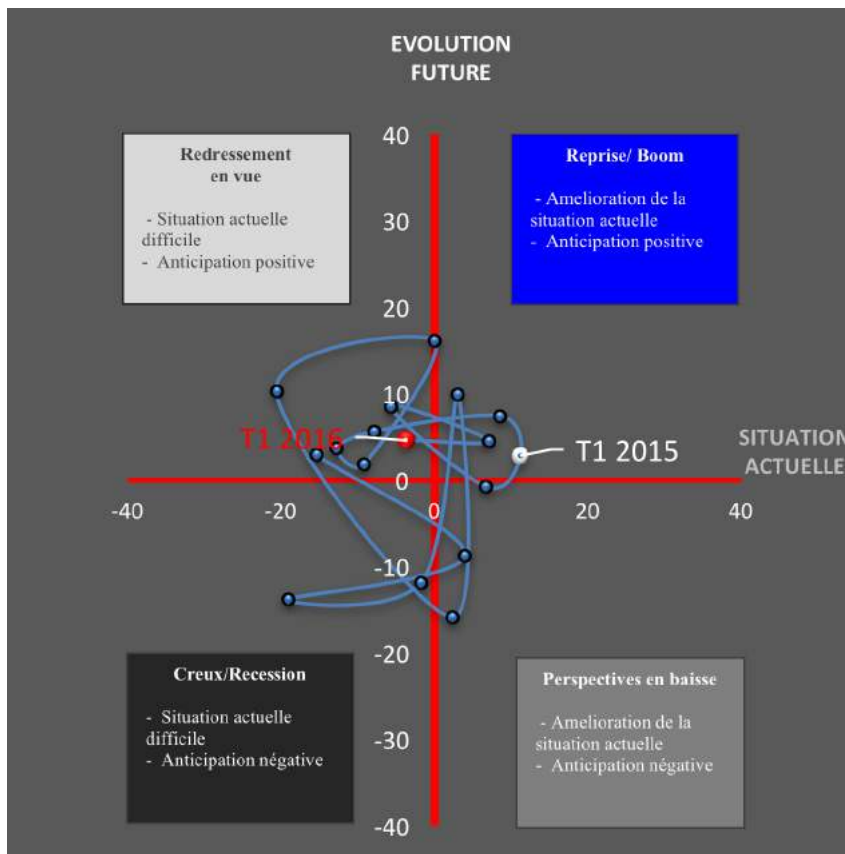 EVOLUTION
FUTURE
Redressement
en vue
- Situation actuelle
difficile
- Anticipation positive
Reprise/ Boom
- Amelioration de la
situation actuelle
- Anticipation positive
40
30
20
10
0
-10
-20
-30
-40
T1 2016
T1 2015
SITUATION
ACTUELLE
-40
-20
0
20
40
Creux/Recession
- Situation actuelle
difficile
- Anticipation négative
Perspectives en baisse
- Amelioration de la
situation actuelle
- Anticipation négative